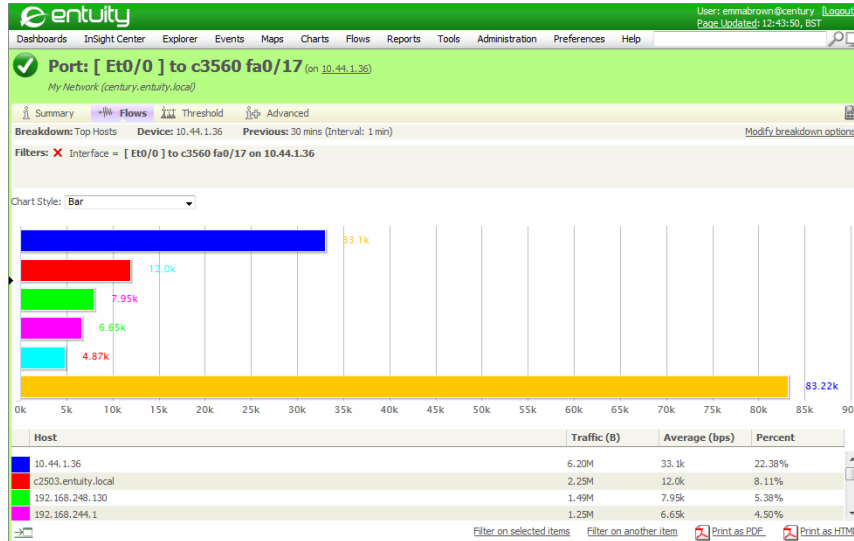 entuity
User: emmabrown@century [Logout
Page Updated: 12:43:50, BST
Dashboards InSight Center Explorer Events Maps Charts Flows Reports Tools Administration Preferences Help
Port: [ Et0/0 ] to c3560 fa0/17 (on 10.44.1.36)
My Network (century.entuity.local)
Summary Flows Threshold Advanced
Breakdown: Top Hosts Device: 10.44.1.36 Previous: 30 mins (Interval: 1 min) Modify breakdown options
Filters: Interface = [ Et0/0 ] to c3560 fa0/17 on 10.44.1.36
Chart Style: Bar
33.1k
12.0k
7.95k
6.65k
4.87k
83.22k
0k 5k 10k 15k 20k 25k 30k 35k 40k 45k 50k 55k 60k 65k 70k 75k 80k 85k 90
Host Traffic (B) Average (bps) Percent
10.44.1.36 6.20M 33.1k 22.38%
c2503.entuity.local 2.25M 12.0k 8.11%
192.168.248.130 1.49M 7.95k 5.38%
192.168.244.1 1.25M 6.65k 4.50%
Filter on selected items Filter on another item Print as PDF Print as HTM